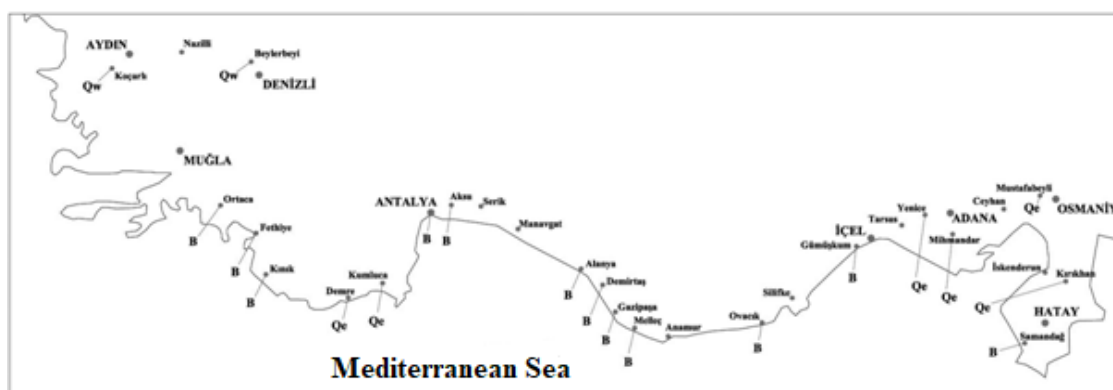 AYDIN
Nazilli
Beylerbeyi
Koçarlı
Qw
Qw
DENİZLİ
MUĞLA
Ortaca
B
Fethiye
B
Kınık
B
Demre
Qe
Kumluca
Qe
ANTALYA
B
Aksu
B
Serik
Manavgat
Alanya
B
Demirtaş
B
Gazipaşa
B
Melleç
B
Anamur
Ovacık
B
Silifke
Gümüşkum
B
İÇEL
Tarsus
Yenice
Qe
ADANA
Mihmandar
Qe
Ceyhan
Mustafabeyli
Qe
OSMANİY
İskenderun
Kırıkhan
Qe
HATAY
Samandağ
B
Mediterranean Sea